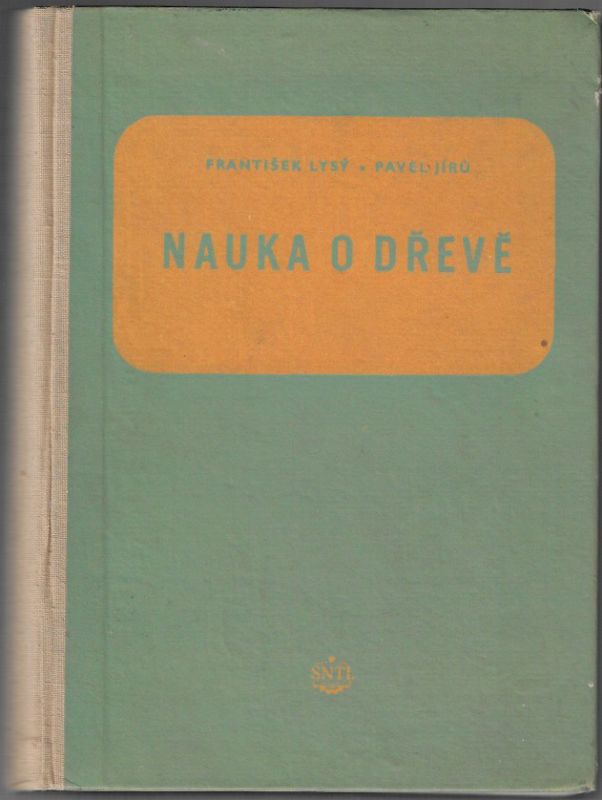 FRANTIŠEK LYSÝ • PAVEL JÍRŮ
NAUKA O DŘEVĚ
SNTL